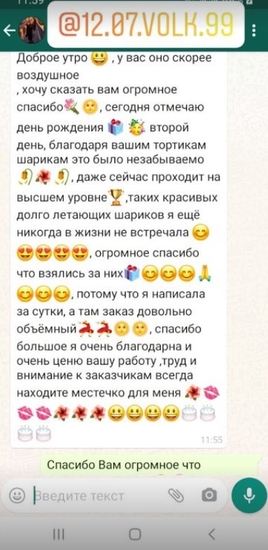 11:59
@12.07.VOLK.99
Доброе утро 😃 , у вас оно скорее
воздушное
, хочу сказать вам огромное
спасибо💐😙, сегодня отмечаю
день рождения 🎁🥳 второй
день, благодаря вашим тортикам
шарикам это было незабываемо
💃🌺💃, даже сейчас проходит на
высшем уровне🏆,таких красивых
долго летающих шариков я ещё
никогда в жизни не встречала😊
😍😍😍😍, огромное спасибо
что взялись за них🎁😊😊😊🙏
😊😊😊, потому что я написала
за сутки, а там заказ довольно
объёмный💃💃😙😙, спасибо
большое я очень благодарна и
очень ценю вашу работу ,труд и
внимание к заказчикам всегда
находите местечко для меня 🌺💋
💋💋🌺🌺🌺😃😃😃😃🎂🎂
🎂🎂
11:55
Спасибо Вам огромное что
Введите текст